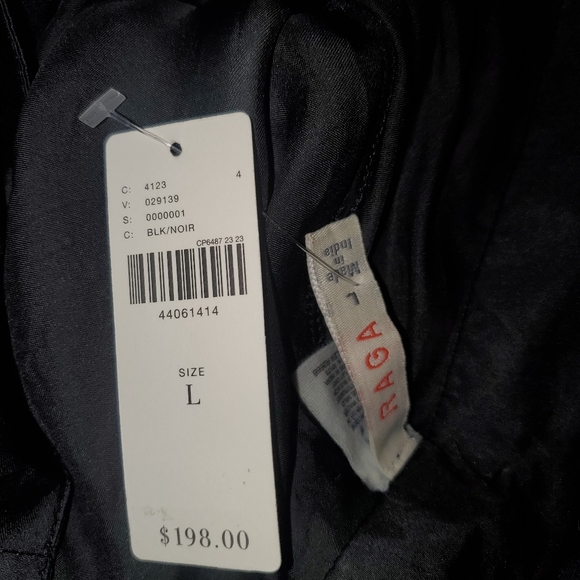 C: 4123 4
V: 029139
S: 0000001
C: BLK/NOIR
CP6487 23 23
44061414
SIZE
L
$198.00
RAGA
L
Made
in
India